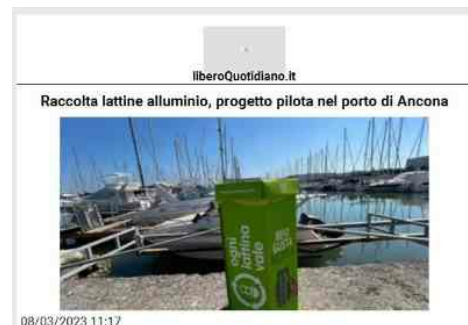 liberoQuotidiano.it
Raccolta lattine alluminio, progetto pilota nel porto di Ancona
ogni
lattina
vale
08/03/2023 11:17